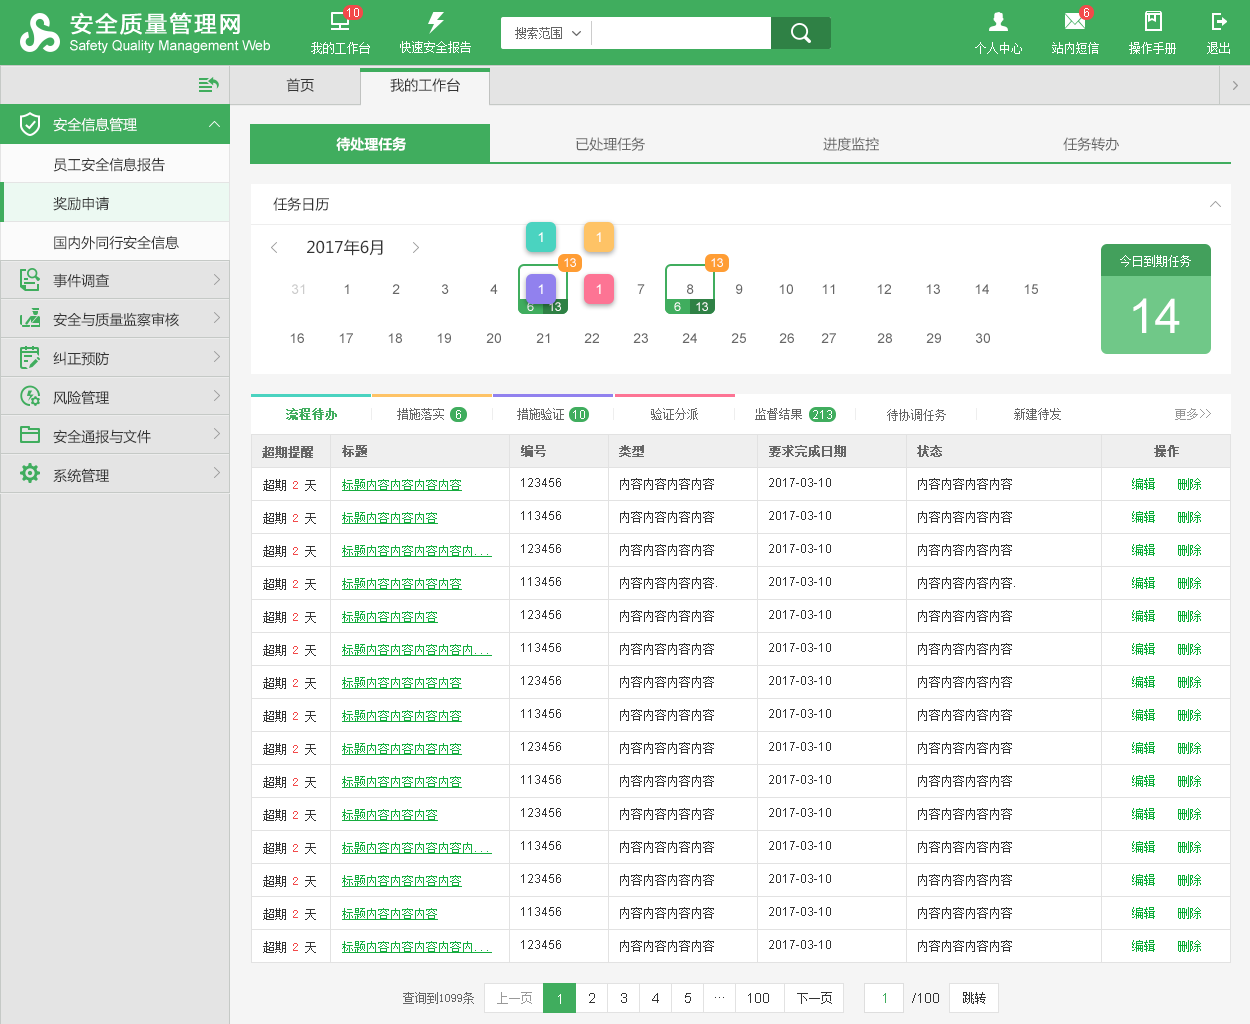 安全质量管理网
Safety Quality Management Web
10
我的工作台
快速安全报告
搜索范围
个人中心
6
站内短信
操作手册
退出
首页
我的工作台
安全信息管理
员工安全信息报告
奖励申请
国内外同行安全信息
事件调查
安全与质量监察审核
纠正预防
风险管理
安全通报与文件
系统管理
待处理任务
已处理任务
进度监控
任务转办
任务日历
2017年6月
1 1
13 13
31 1 2 3 4 1 1 7 8 9 10 11 12 13 14 15
6 13 6 13
16 17 18 19 20 21 22 23 24 25 26 27 28 29 30
今日到期任务
14
流程待办 措施落实 6 措施验证 10 验证分派 监督结果 213 待协调任务 新建待发 更多>>
超期提醒 标题 编号 类型 要求完成日期 状态 操作
超期 2 天 标题内容内容内容内容 123456 内容内容内容内容 2017-03-10 内容内容内容内容 编辑 删除
超期 2 天 标题内容内容内容 113456 内容内容内容内容 2017-03-10 内容内容内容内容 编辑 删除
超期 2 天 标题内容内容内容内容内... 123456 内容内容内容内容 2017-03-10 内容内容内容内容 编辑 删除
超期 2 天 标题内容内容内容内容 113456 内容内容内容内容. 2017-03-10 内容内容内容内容. 编辑 删除
超期 2 天 标题内容内容内容 123456 内容内容内容内容 2017-03-10 内容内容内容内容 编辑 删除
超期 2 天 标题内容内容内容内容内... 123456 内容内容内容内容 2017-03-10 内容内容内容内容 编辑 删除
超期 2 天 标题内容内容内容内容 123456 内容内容内容内容 2017-03-10 内容内容内容内容 编辑 删除
超期 2 天 标题内容内容内容内容 113456 内容内容内容内容 2017-03-10 内容内容内容内容 编辑 删除
超期 2 天 标题内容内容内容内容 123456 内容内容内容内容 2017-03-10 内容内容内容内容 编辑 删除
超期 2 天 标题内容内容内容内容 113456 内容内容内容内容 2017-03-10 内容内容内容内容 编辑 删除
超期 2 天 标题内容内容内容 123456 内容内容内容内容 2017-03-10 内容内容内容内容 编辑 删除
超期 2 天 标题内容内容内容内容内... 113456 内容内容内容内容 2017-03-10 内容内容内容内容 编辑 删除
超期 2 天 标题内容内容内容内容 123456 内容内容内容内容 2017-03-10 内容内容内容内容 编辑 删除
超期 2 天 标题内容内容内容 113456 内容内容内容内容 2017-03-10 内容内容内容内容 编辑 删除
超期 2 天 标题内容内容内容内容内... 123456 内容内容内容内容 2017-03-10 内容内容内容内容 编辑 删除
查询到1099条 上一页 1 2 3 4 5 ... 100 下一页 1 /100 跳转